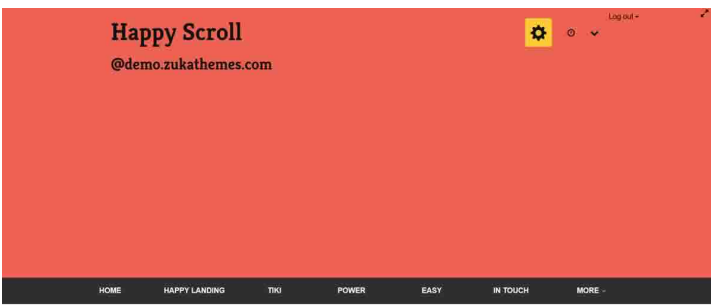 Log out
Happy Scroll
@demo.zukathemes.com
HOME HAPPY LANDING TIKI POWER EASY IN TOUCH MORE